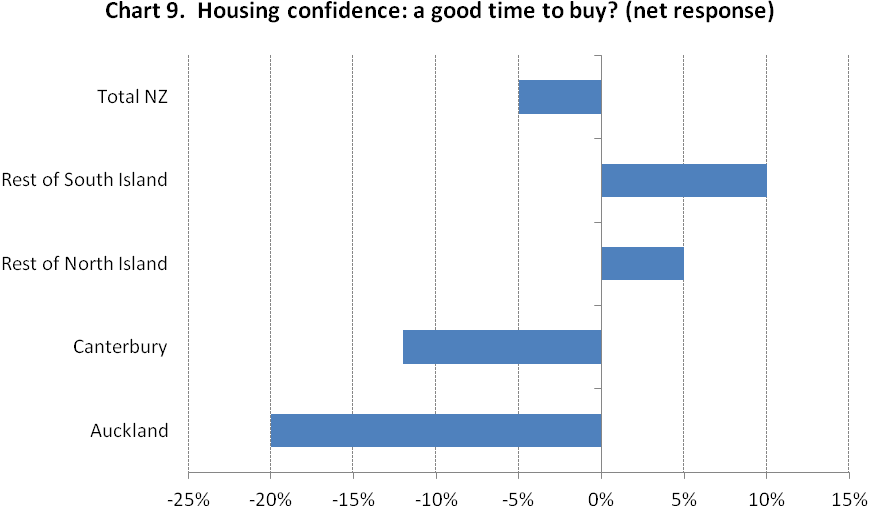 Chart 9.  Housing confidence: a good time to buy? (net response)
Total NZ
Rest of South Island
Rest of North Island
Canterbury
Auckland
-25% -20% -15% -10% -5% 0% 5% 10% 15%